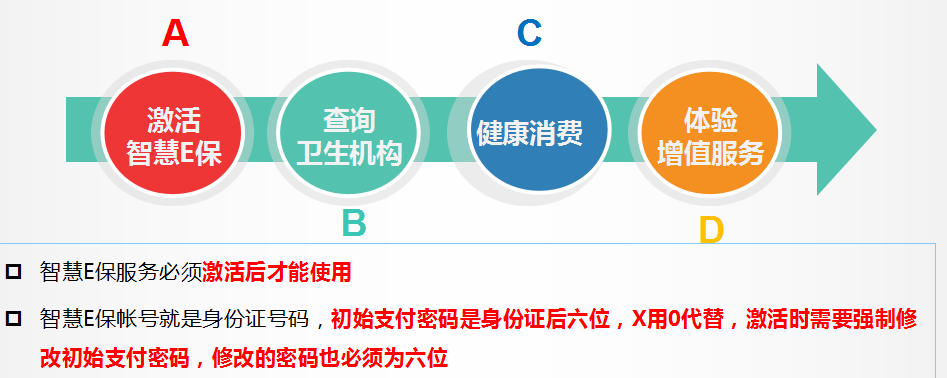 A
C
激活
智慧E保
查询
卫生机构
健康消费
体验
增值服务
B
D
智慧E保服务必须激活后才能使用
智慧E保帐号就是身份证号码，初始支付密码是身份证后六位，X用0代替，激活时需要强制修
改初始支付密码，修改的密码也必须为六位